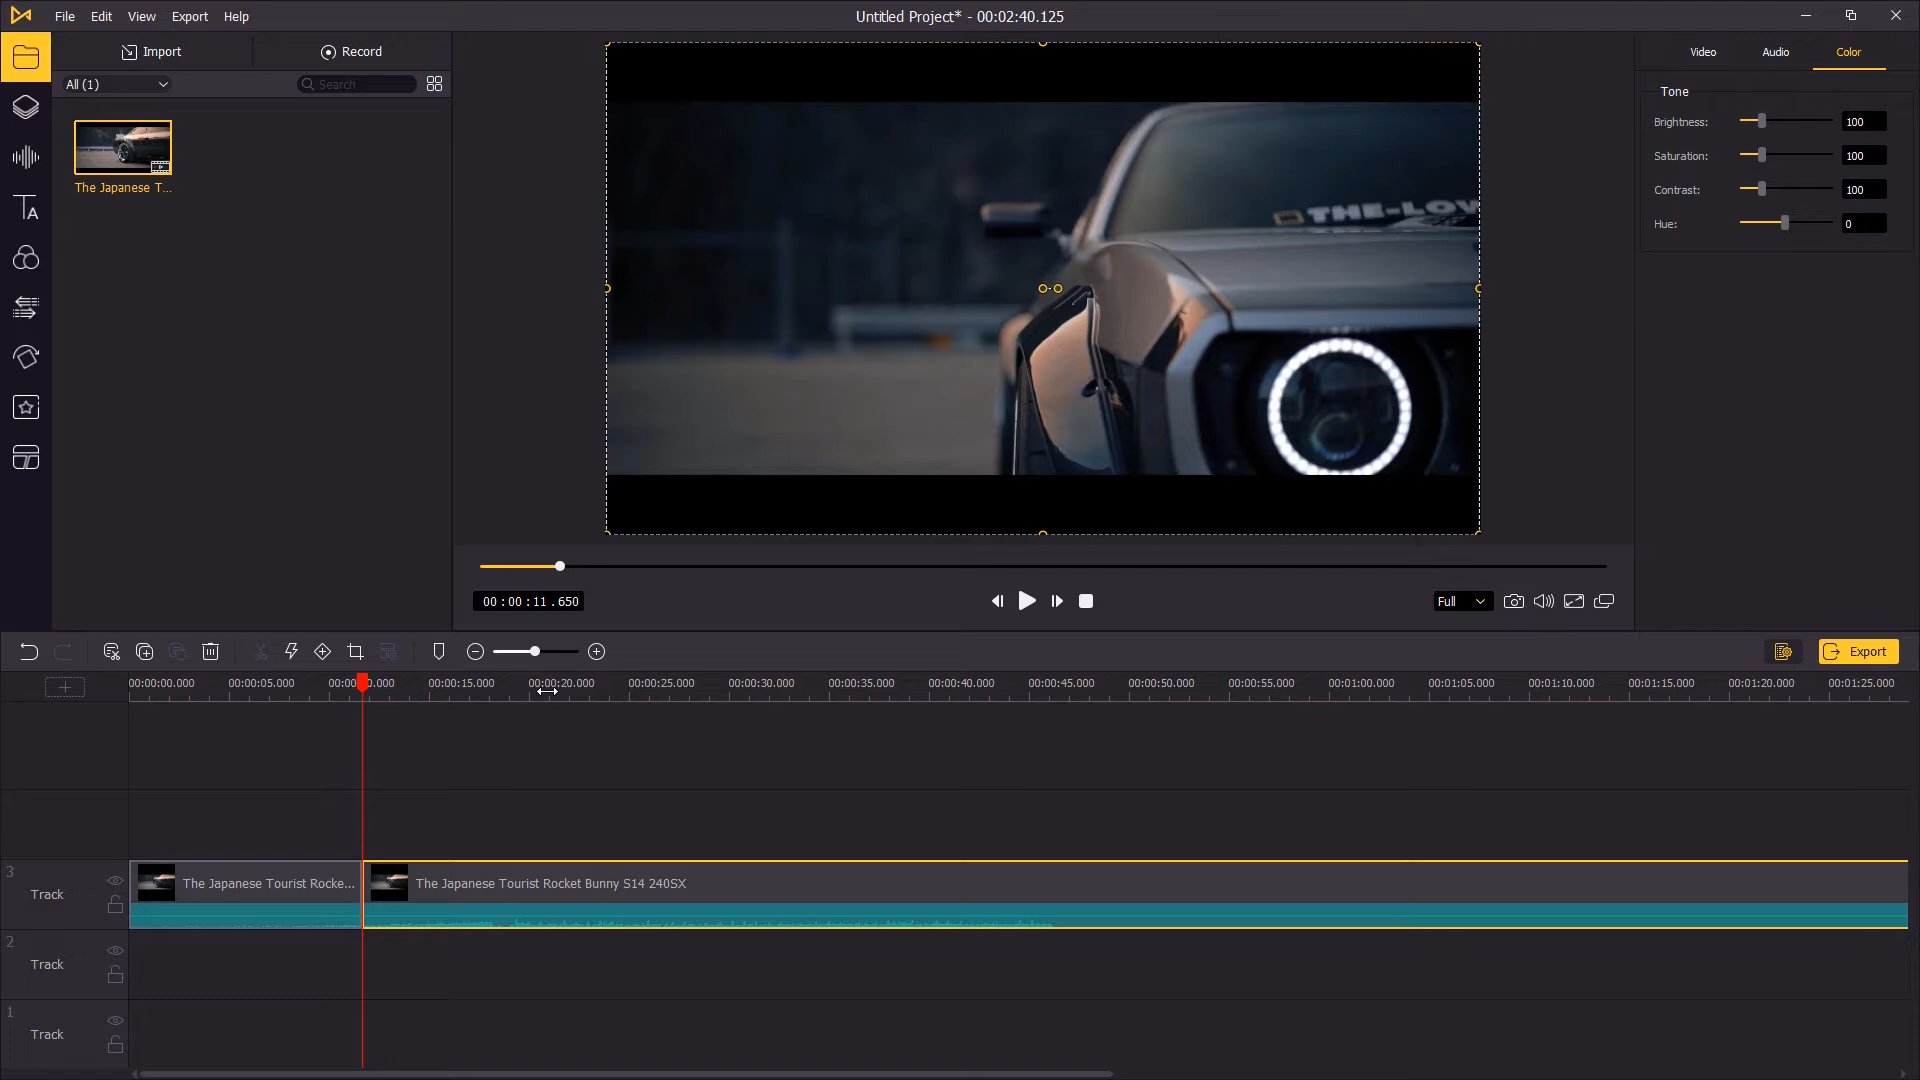 File Edit View Export Help
Untitled Project* - 00:02:40.125
Import
Record
Video Audio Color
All (1)
Search
Tone
Brightness: 100
Saturation: 100
Contrast: 100
Hue: 0
The Japanese T...
THE-LOW
00:00:11.650
Full
Export
00:00:00.000 00:00:05.000 00:00 0.000 00:00:15.000 00:00:20.000 00:00:25.000 00:00:30.000 00:00:35.000 00:00:40.000 00:00:45.000 00:00:50.000 00:00:55.000 00:01:00.000 00:01:05.000 00:01:10.000 00:01:15.000 00:01:20.000 00:01:25.000
3
Track
The Japanese Tourist Rocke...
The Japanese Tourist Rocket Bunny S14 240SX
2
Track
1
Track